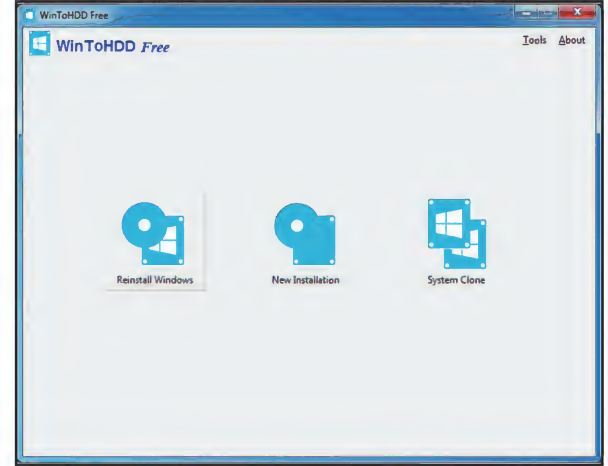 WinToHDD Free
WinToHDD Free
Tools About
Reinstall Windows
New Installation
System Clone